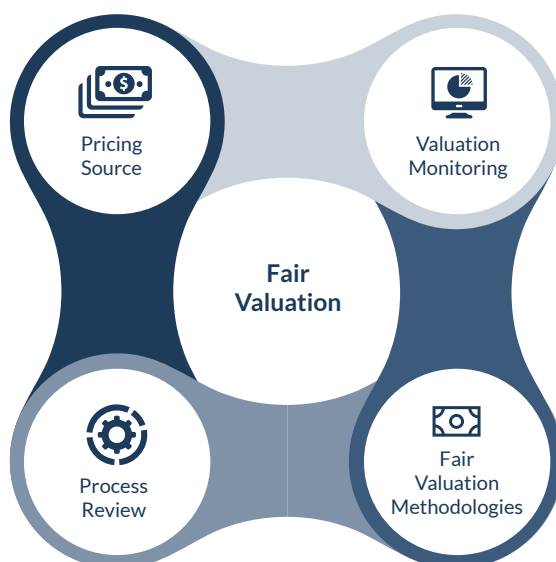 Pricing
Source
Valuation
Monitoring
Fair
Valuation
Process
Review
Fair
Valuation
Methodologies